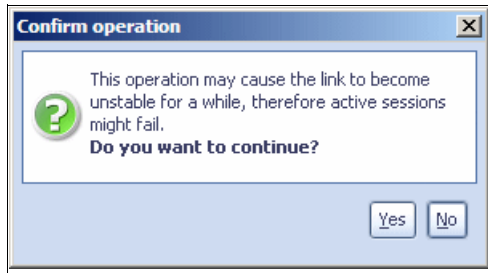 Confirm operation
This operation may cause the link to become
unstable for a while, therefore active sessions
might fail.
Do you want to continue?
Yes No